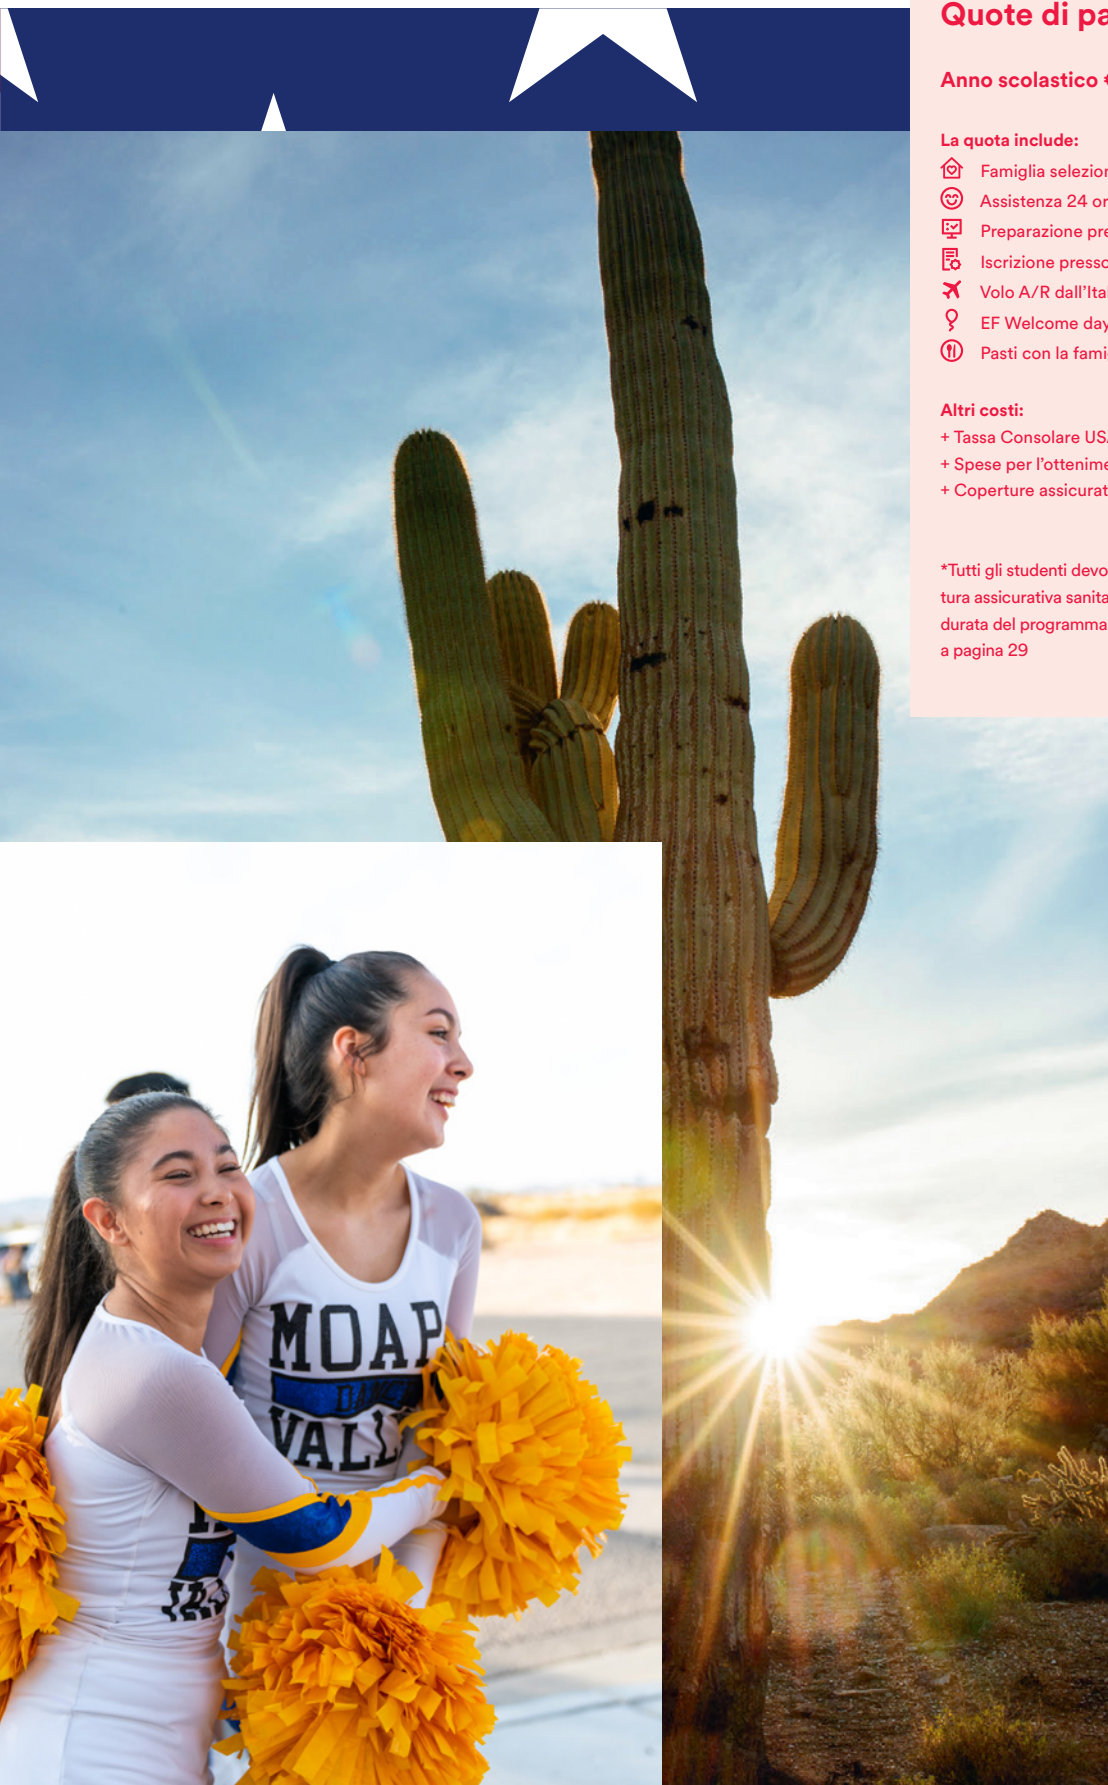 Quote di pa
Anno scolastico
La quota include:
Famiglia selezion
Assistenza 24 or
Preparazione pre
Iscrizione presso
Volo A/R dall'Ital
EF Welcome day
Pasti con la fami
Altri costi:
+ Tassa Consolare US
+ Spese per l'ottenime
+ Coperture assicurat
*Tutti gli studenti devo
tura assicurativa sanita
durata del programma
a pagina 29
MOAP
VALL